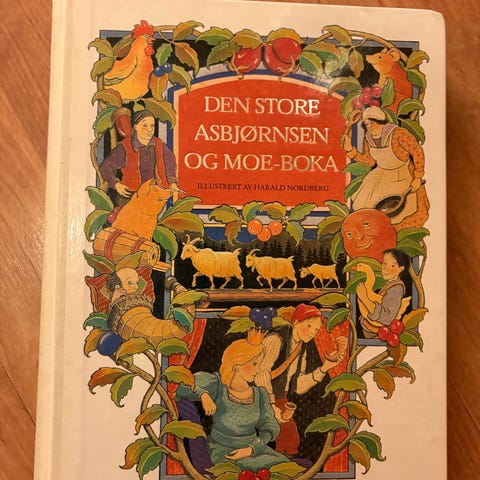 DEN STORE
ASBJØRNSEN
OG MOE-BOKA
ILLUSTRERT AV HARALD NORDBERG